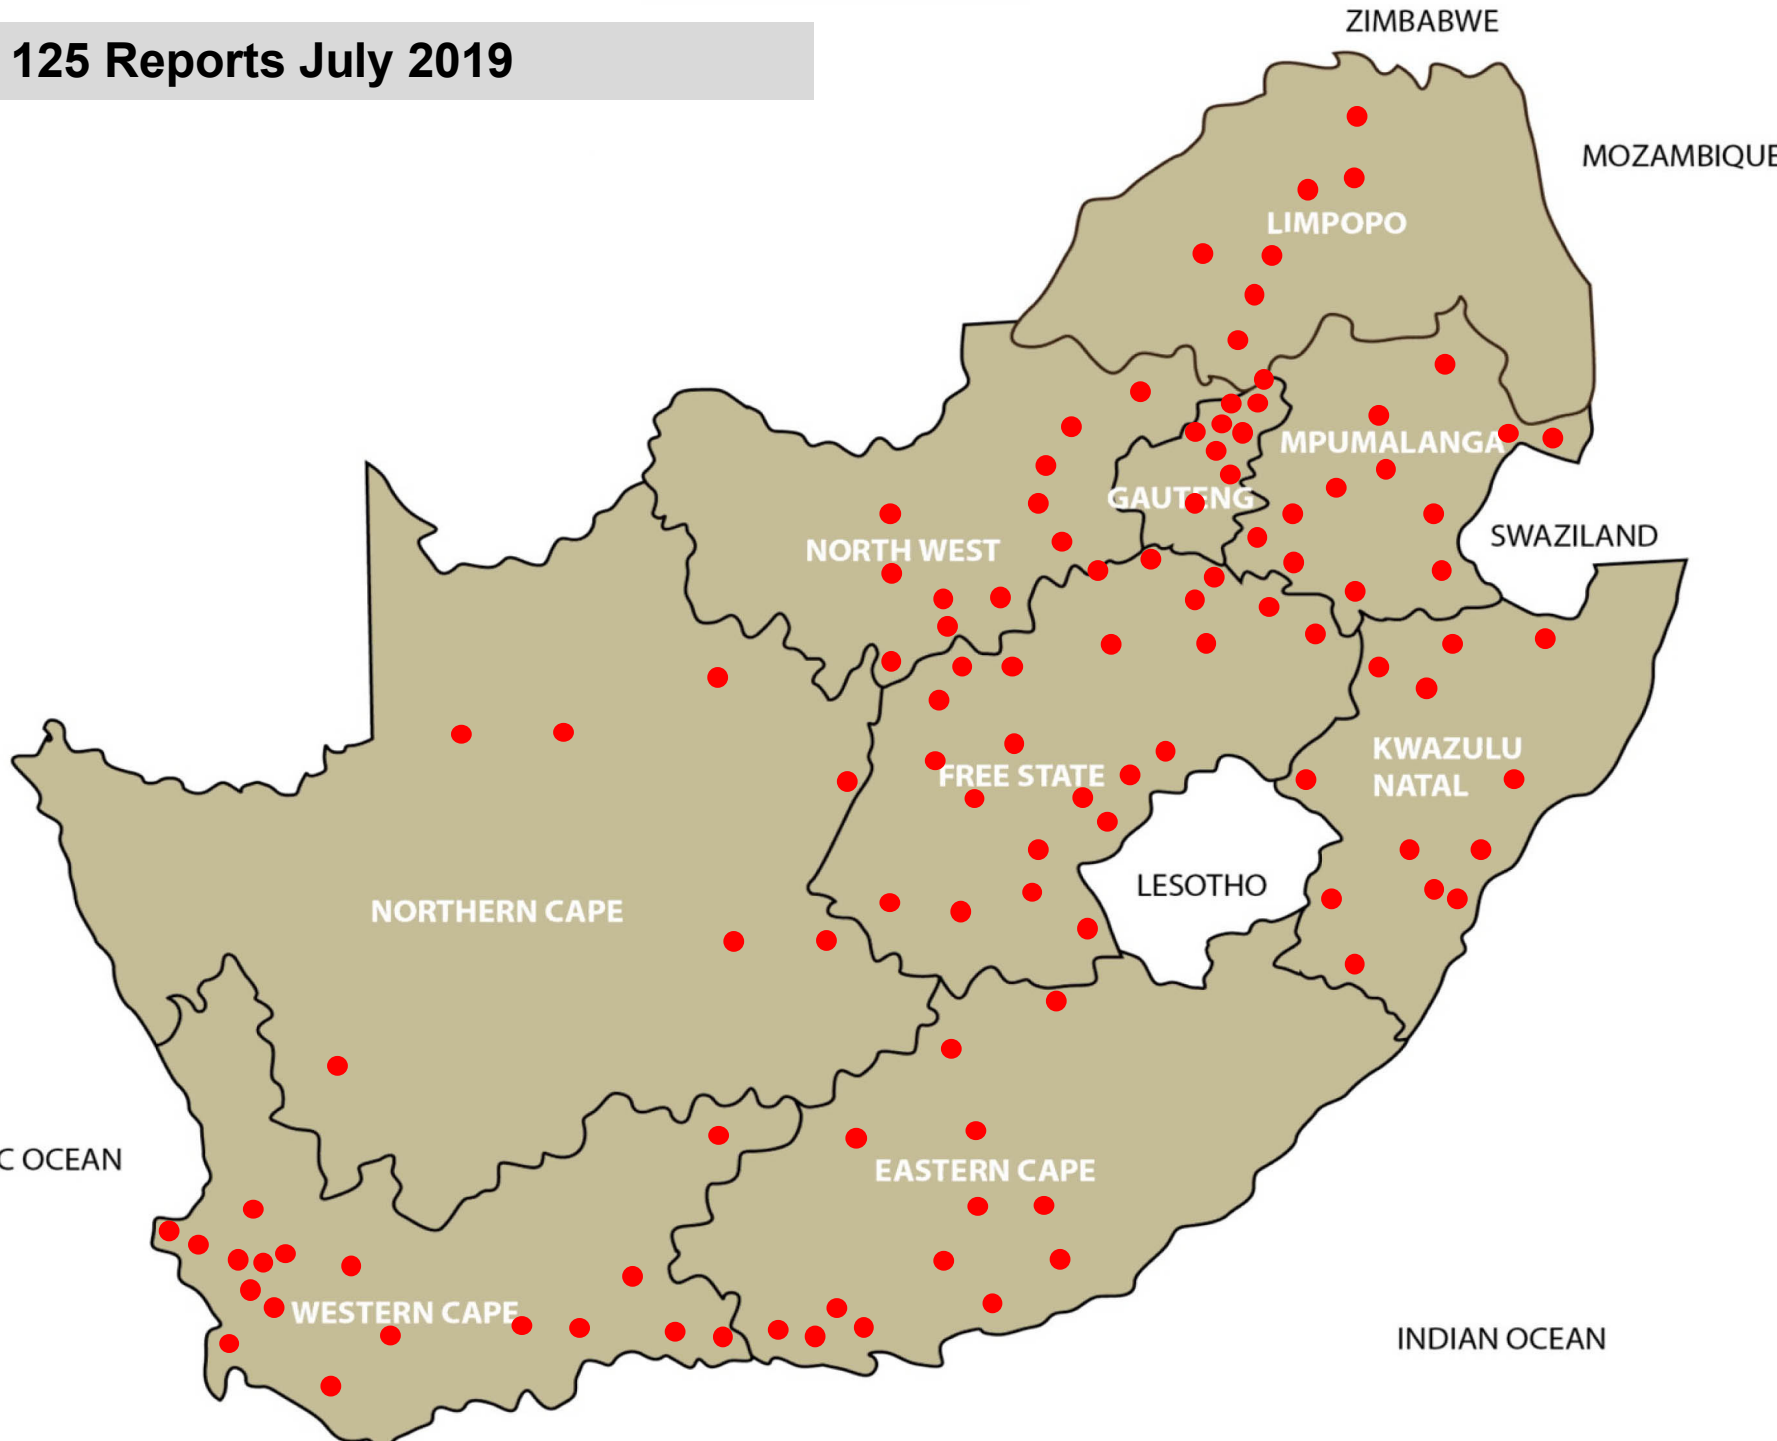 ZIMBABWE
125 Reports July 2019
MOZAMBIQUE
LIMPOPO
MPUMALANGA
GAUTENG
SWAZILAND
NORTH WEST
KWAZULU
NATAL
FREE STATE
LESOTHO
NORTHERN CAPE
C OCEAN
EASTERN CAPE
WESTERN CAPE
INDIAN OCEAN